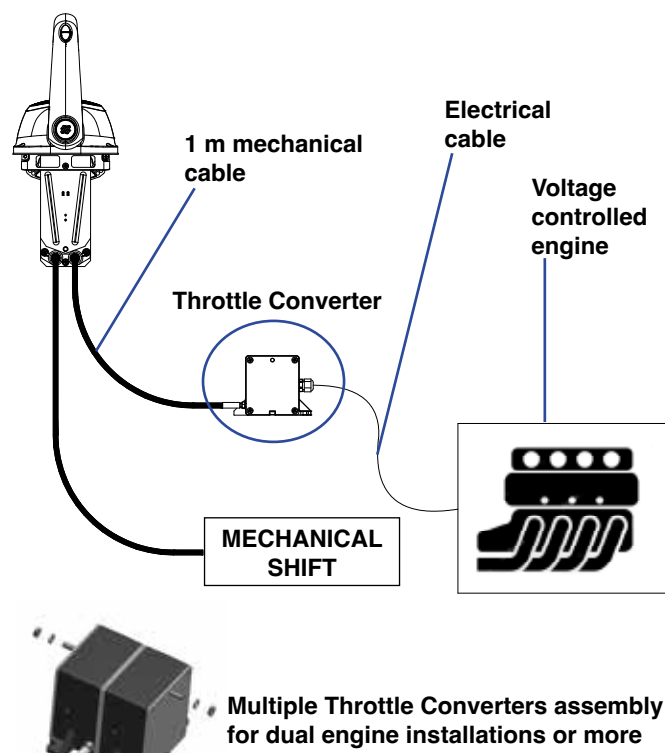 Electrical
cable
1 m mechanical
cable
Voltage
controlled
engine
Throttle Converter
MECHANICAL
SHIFT
Multiple Throttle Converters assembly
for dual engine installations or more